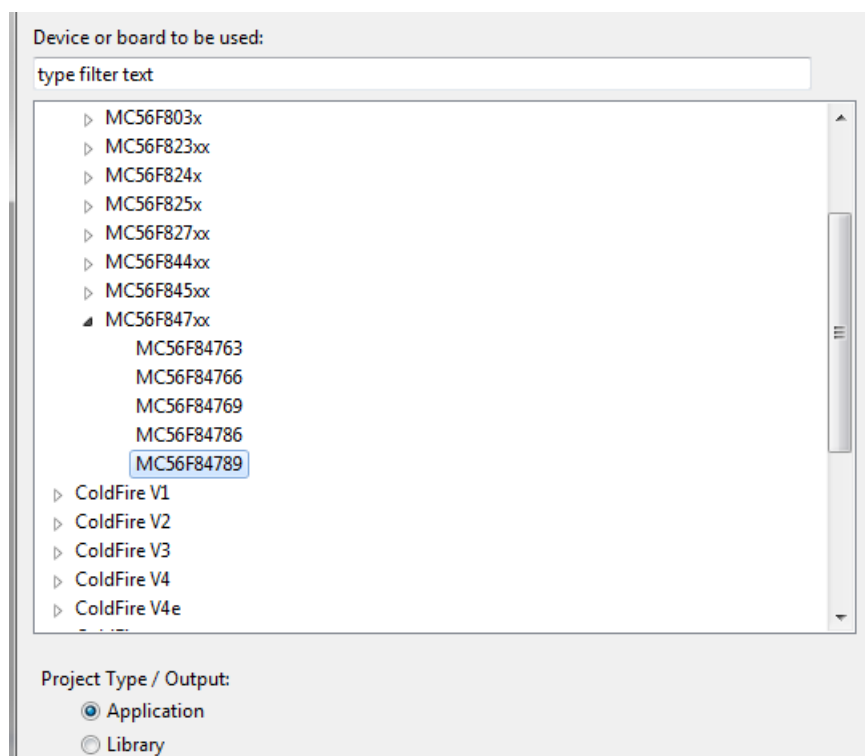 Device or board to be used:
type filter text
MC56F803x
MC56F823xx
MC56F824x
MC56F825x
MC56F827xx
MC56F844xx
MC56F845xx
MC56F847xx
MC56F84763
MC56F84766
MC56F84769
MC56F84786
MC56F84789
ColdFire V1
ColdFire V2
ColdFire V3
ColdFire V4
ColdFire V4e
Project Type / Output:
Application
Library